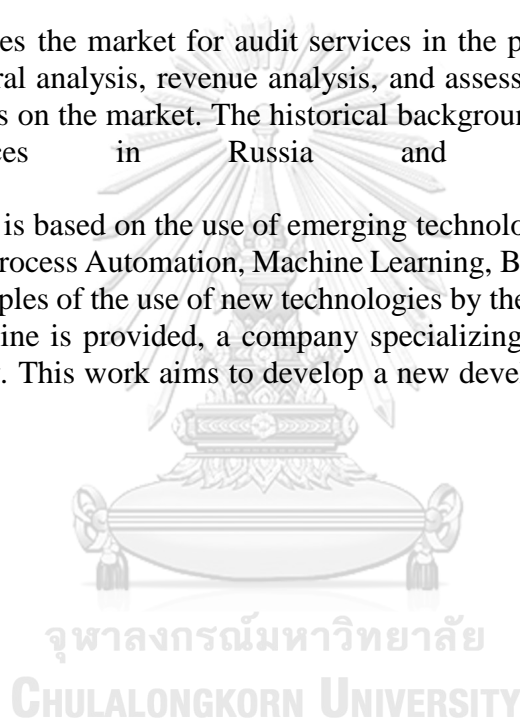 es the market for audit services in the p
ral analysis, revenue analysis, and assess
s on the market. The historical background
ces in Russia and
is based on the use of emerging technolo
rocess Automation, Machine Learning, B
ples of the use of new technologies by the
ine is provided, a company specializing
. This work aims to develop a new deve
จุฬาลงกรณ์มหาวิทยาลัย
CHULALONGKORN UNIVERSITY